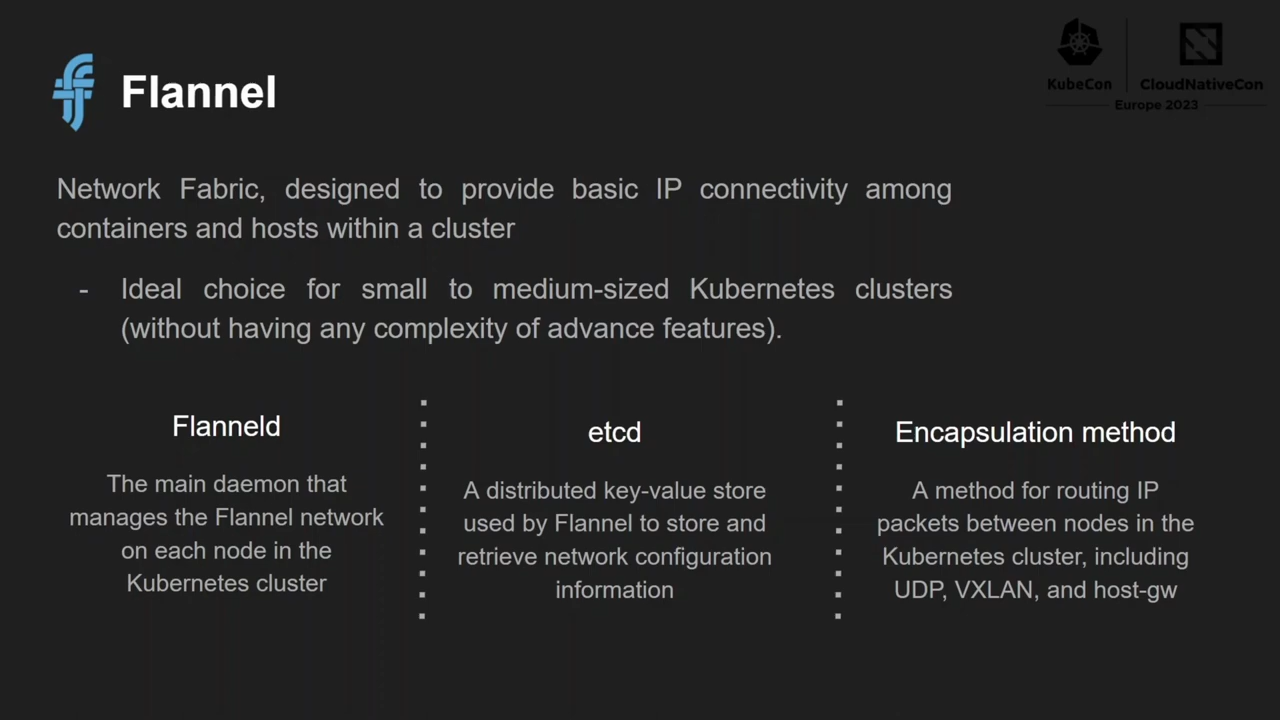 KubeCon
CloudNativeCon
Europe 2023
Flannel
Network Fabric, designed to provide basic IP connectivity among
containers and hosts within a cluster
- Ideal choice for small to medium-sized Kubernetes clusters
(without having any complexity of advance features).
Flanneld
The main daemon that
manages the Flannel network
on each node in the
Kubernetes cluster
etcd
A distributed key-value store
used by Flannel to store and
retrieve network configuration
information
Encapsulation method
A method for routing IP
packets between nodes in the
Kubernetes cluster, including
UDP, VXLAN, and host-gw